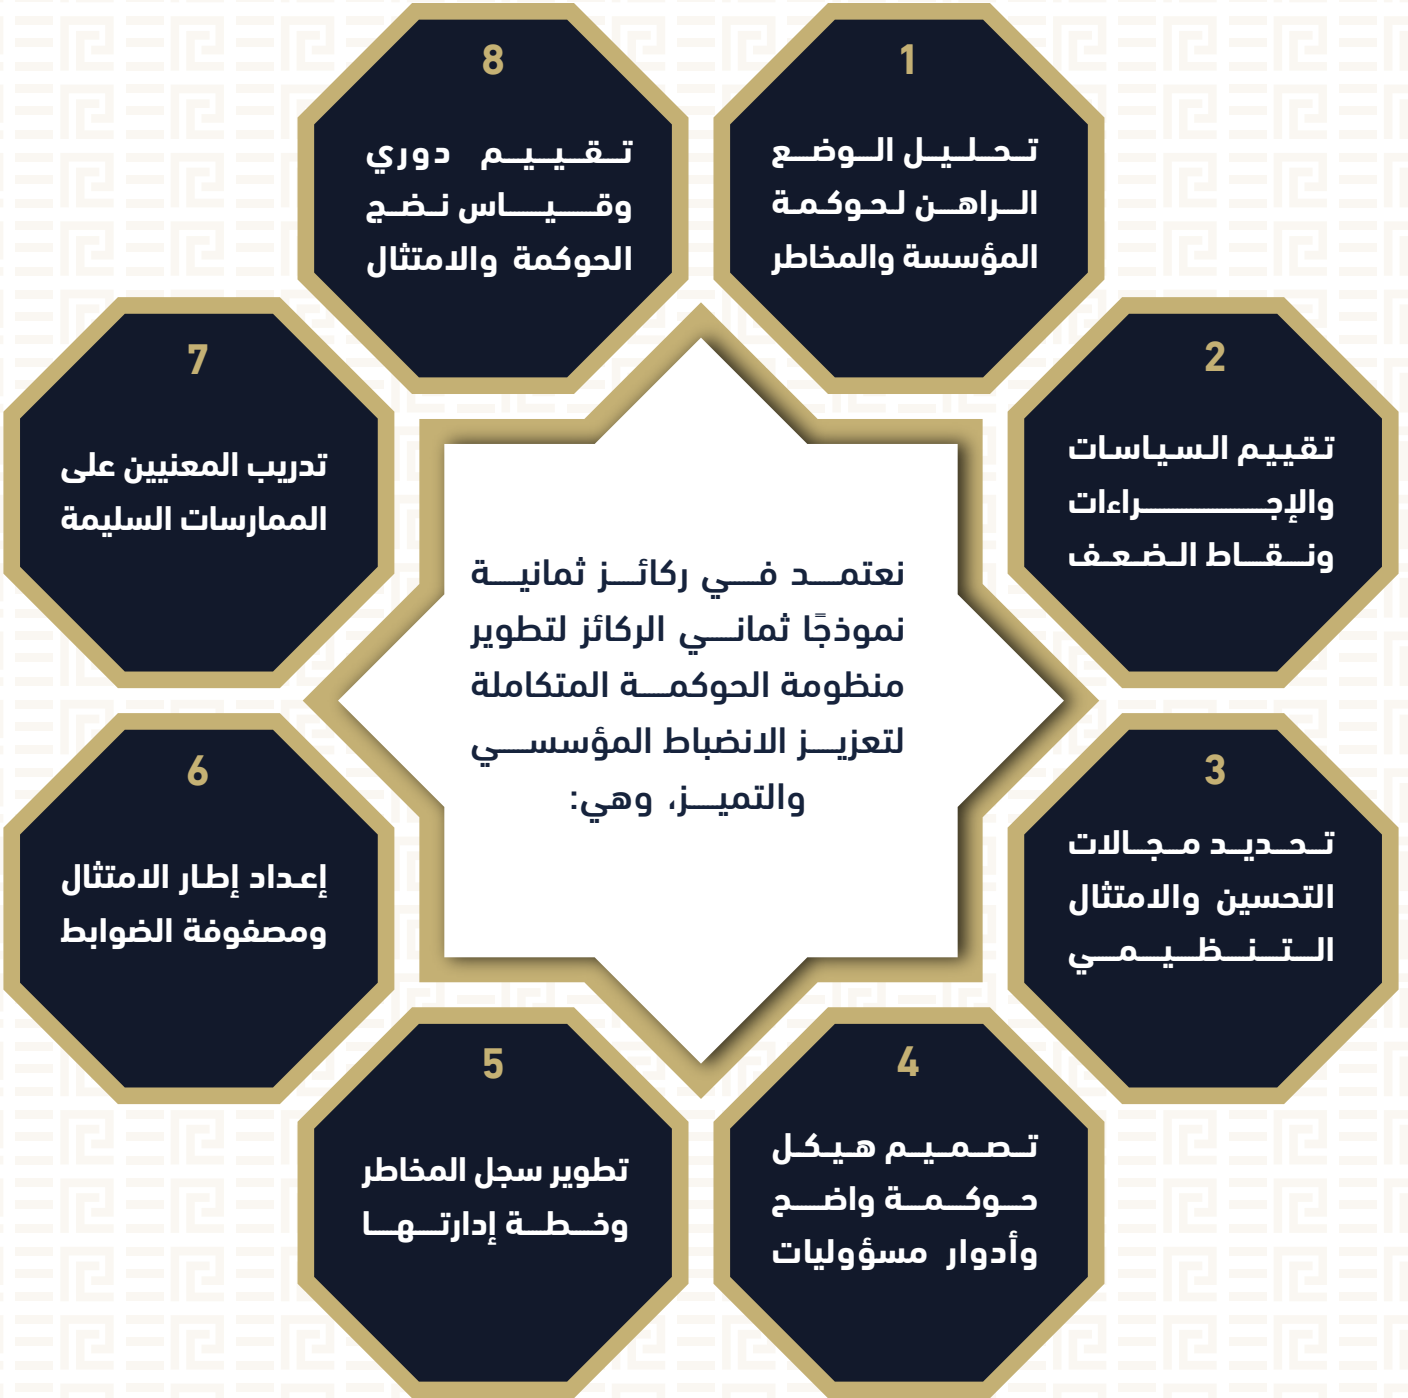 نعتمد في ركائز ثمانية
نموذجًا ثماني الركائز لتطوير
منظومة الحوكمة المتكاملة
لتعزيز الانضباط المؤسسي
والتميز، وهي:
1
تحليل الوضع
الراهن لحوكمة
المؤسسة والمخاطر
2
تقييم السياسات
والإجراءات
ونقاط الضعف
3
تحديد مجالات
التحسين والامتثال
التنظيمي
4
تصميم هيكل
حوكمة واضح
وأدوار مسؤوليات
5
تطوير سجل المخاطر
وخطة إدارتها
6
إعداد إطار الامتثال
ومصفوفة الضوابط
7
تدريب المعنيين على
الممارسات السليمة
8
تقييم دوري
وقياس نضج
الحوكمة والامتثال